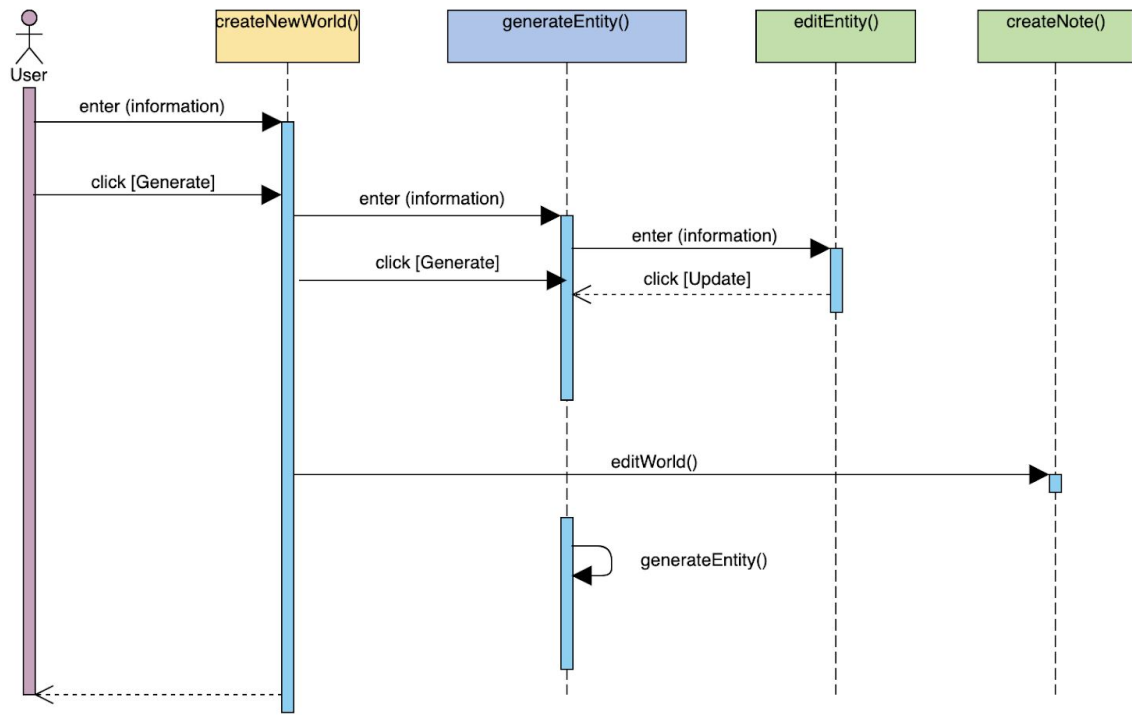 createNewWorld()
generateEntity()
editEntity()
createNote()
User
enter (information)
click [Generate]
enter (information)
enter (information)
click [Generate]
click [Update]
editWorld()
generateEntity()